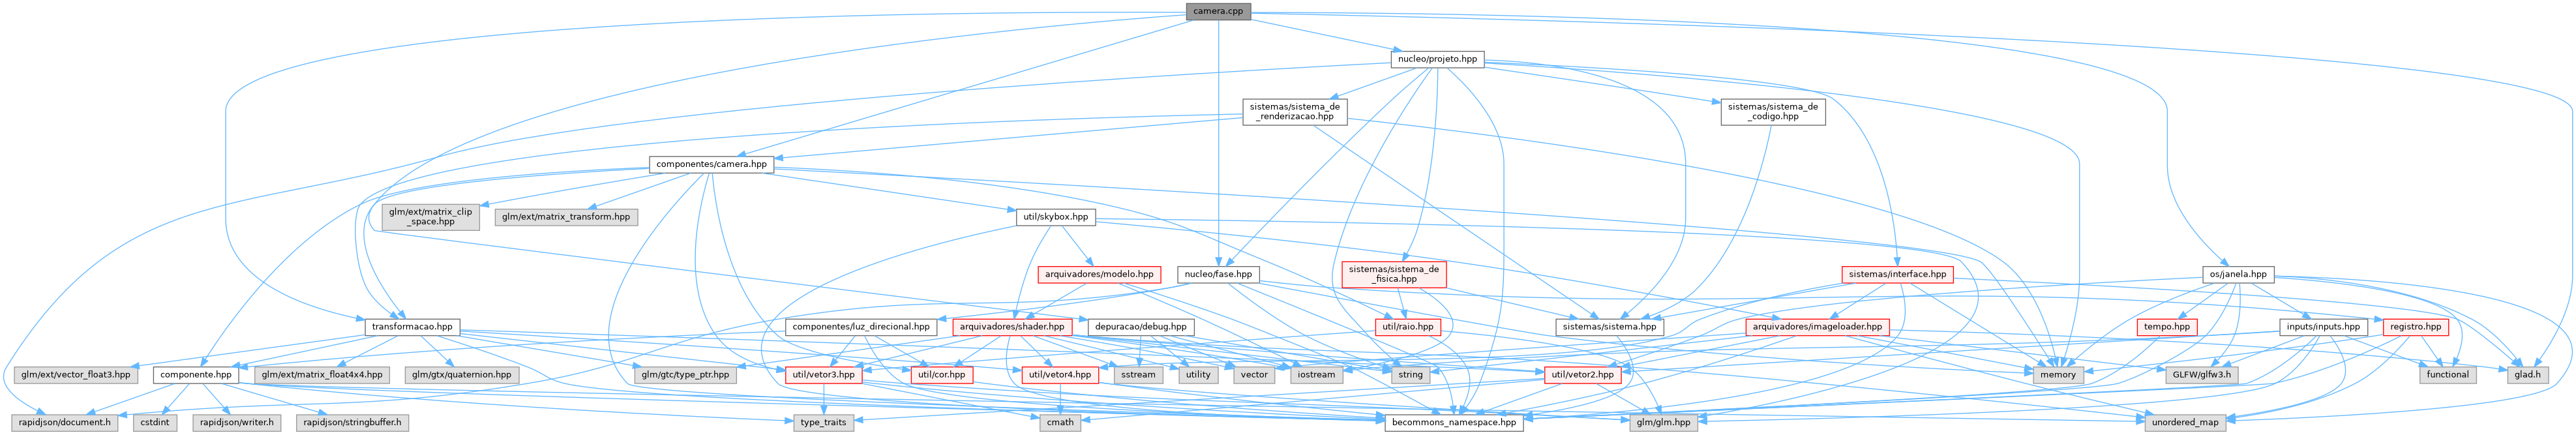 camera.cpp
nucleo/projeto.hpp
sistemas/sistema_de
_renderizacao.hpp
sistemas/sistema_de
_codigo.hpp
componentes/camera.hpp
glm/ext/matrix_clip
_space.hpp
glm/ext/matrix_transform.hpp
util/skybox.hpp
arquivadores/modelo.hpp
nucleo/fase.hpp
sistemas/sistema_de
_fisica.hpp
sistemas/interface.hpp
os/janela.hpp
transformacao.hpp
componentes/luz_direcional.hpp
arquivadores/shader.hpp
depuracao/debug.hpp
util/raio.hpp
sistemas/sistema.hpp
arquivadores/imageloader.hpp
tempo.hpp
inputs/inputs.hpp
registro.hpp
glm/ext/vector_float3.hpp
componente.hpp
glm/ext/matrix_float4x4.hpp
glm/gtx/quaternion.hpp
glm/gtc/type_ptr.hpp
util/vetor3.hpp
util/cor.hpp
util/vetor4.hpp
sstream
utility
vector
iostream
string
util/vetor2.hpp
memory
GLFW/glfw3.h
functional
glad.h
rapidjson/document.h
cstdint
rapidjson/writer.h
rapidjson/stringbuffer.h
type_traits
cmath
becommons_namespace.hpp
glm/glm.hpp
unordered_map